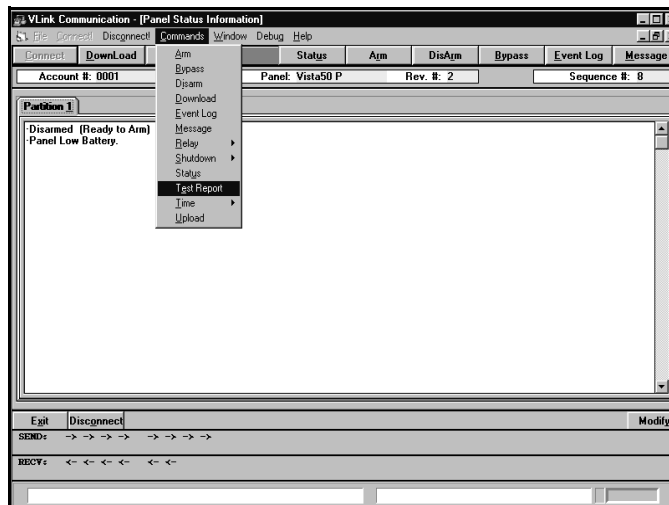 VLink Communication - [Panel Status Information]
File Connect! Disconnect! Commands Window Debug Help
Connect DownLoad Status Arm DisArm Bypass Event Log Message
Account #: 0001 Panel: Vista50 P Rev. #: 2 Sequence #: 8
Partition 1
·Disarmed (Ready to Arm)
·Panel Low Battery.
Arm
Bypass
Disarm
Download
Event Log
Message
Relay
Shutdown
Status
Test Report
Time
Upload
Exit Disconnect Modify
SEND: -> -> -> -> -> -> -> ->
RECV: <- <- <- <- <- <-